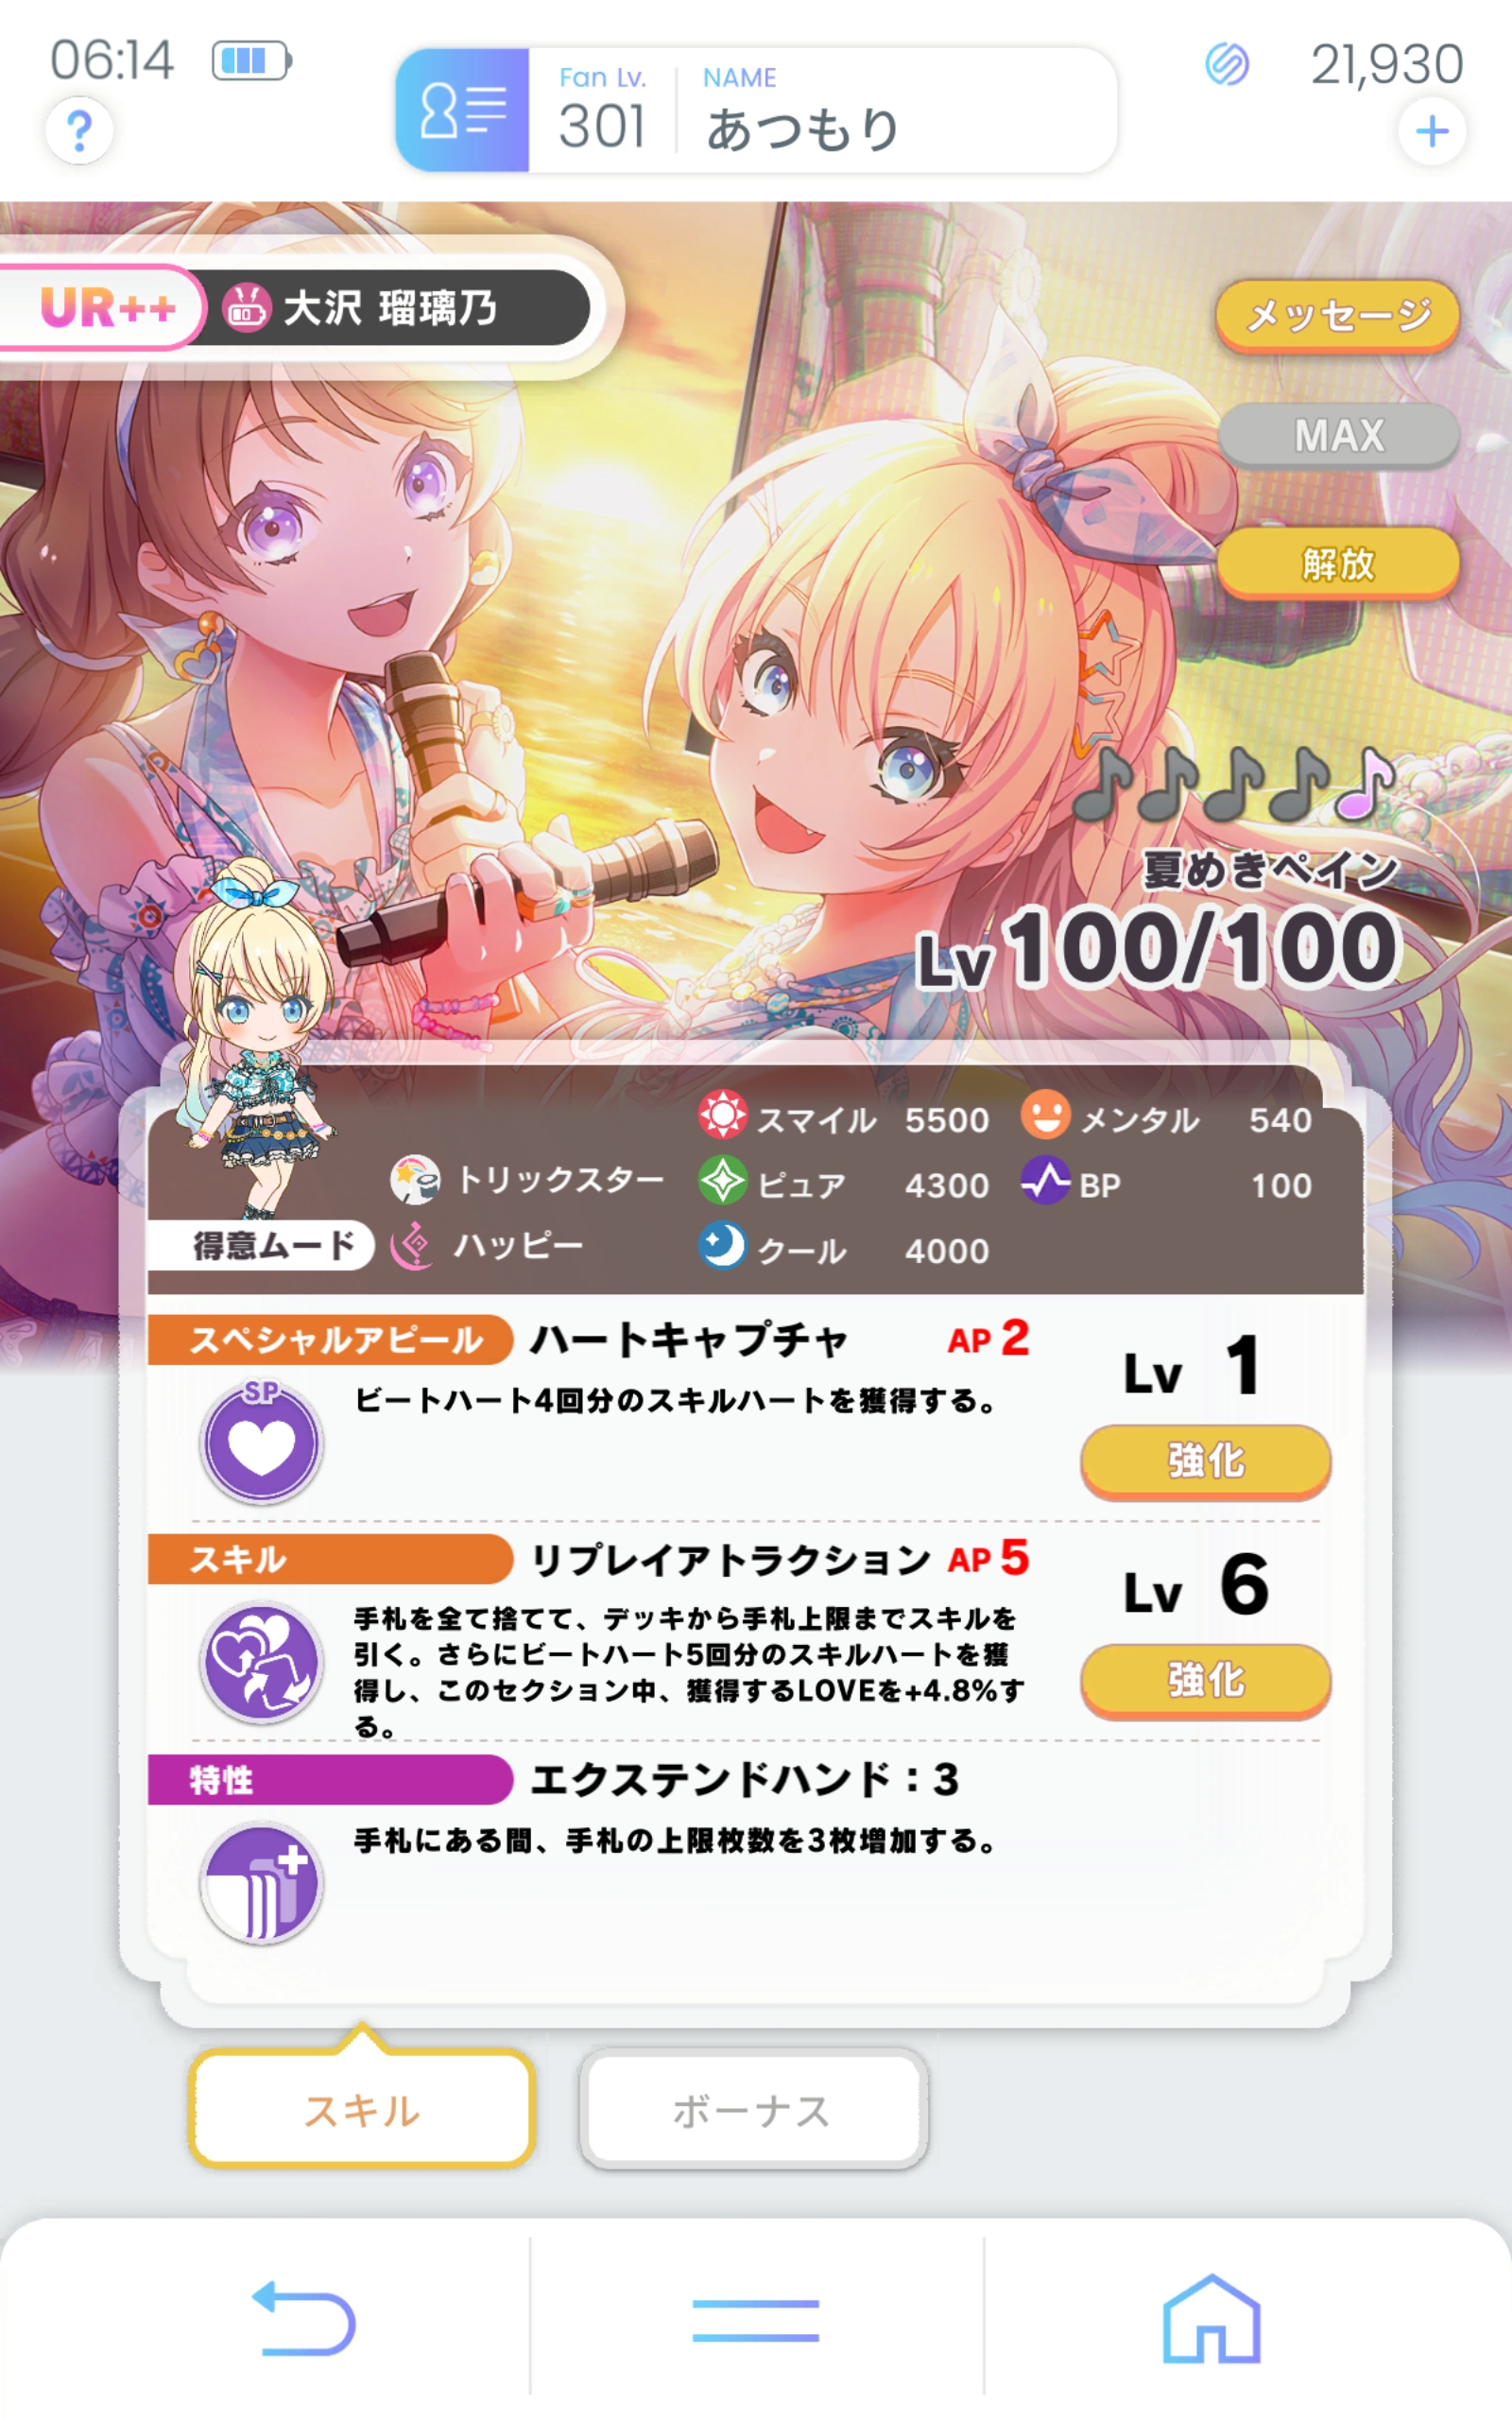 06:14
?
Fan Lv.
301
NAME
あつもり
21,930
+
UR++
大沢 瑠璃乃
メッセージ
MAX
解放
夏めきペイン
Lv 100/100
スマイル 5500
メンタル 540
トリックスター
ピュア 4300
BP 100
得意ムード
ハッピー
クール 4000
スペシャルアピール
ハートキャプチャ
AP 2
Lv 1
SP
ビートハート4回分のスキルハートを獲得する。
強化
スキル
リプレイアトラクション
AP 5
Lv 6
手札を全て捨てて、デッキから手札上限までスキルを
引く。さらにビートハート5回分のスキルハートを獲
得し、このセクション中、獲得するLOVEを+4.8%す
る。
強化
特性
エクステンドハンド：3
手札にある間、手札の上限枚数を3枚増加する。
スキル
ボーナス